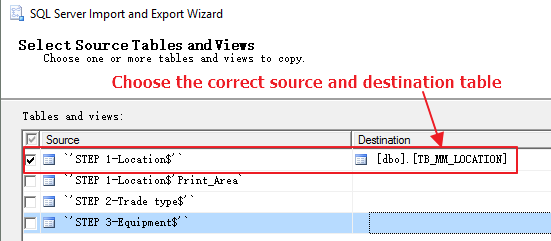 SQL Server Import and Export Wizard
Select Source Tables and Views
Choose one or more tables and views to copy.
Choose the correct source and destination table
Tables and views:
Source Destination
`'STEP 1-Location$'` [dbo].[TB_MM_LOCATION]
`'STEP 1-Location$'Print_Area`
`'STEP 2-Trade type$'`
`'STEP 3-Equipment$'`